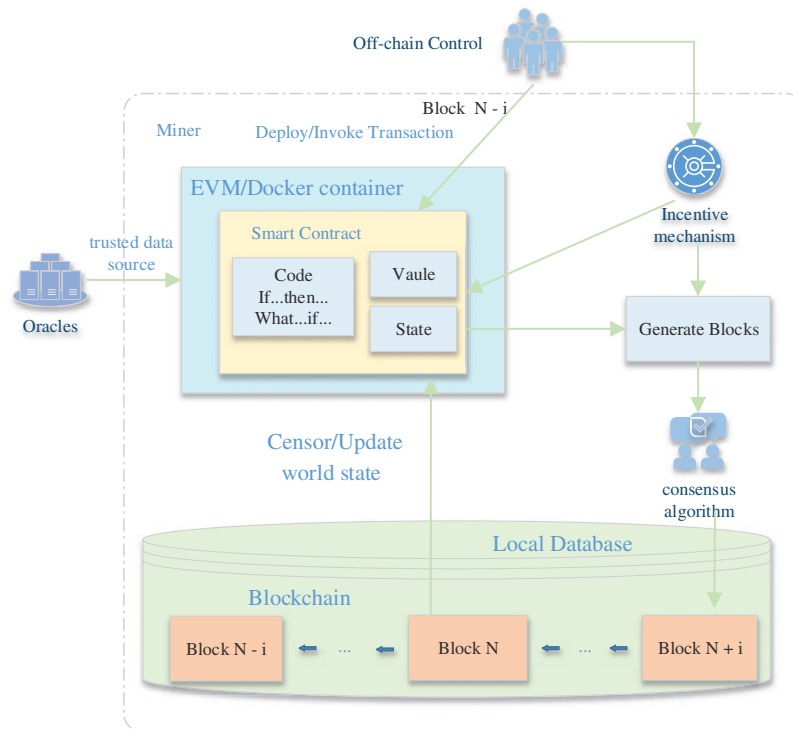 Off-chain Control
Block N - i
Miner
Deploy/Invoke Transaction
EVM/Docker container
Smart Contract
Code
If...then...
What...if...
Vaule
State
trusted data
source
Oracles
Incentive
mechanism
Generate Blocks
consensus
algorithm
Censor/Update
world state
Local Database
Blockchain
Block N - i
...
Block N
...
Block N + i